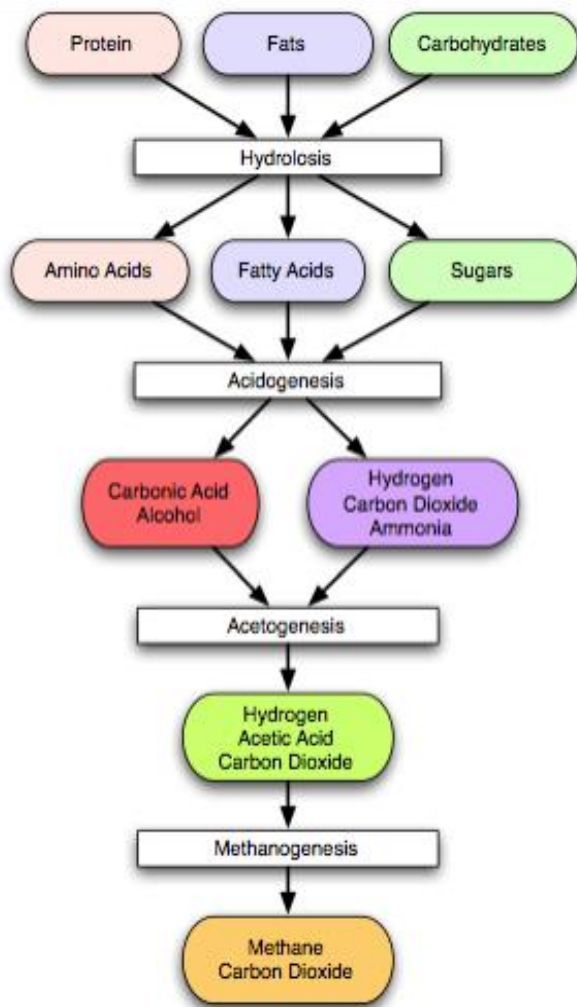 Protein
Fats
Carbohydrates
Hydrolosis
Amino Acids
Fatty Acids
Sugars
Acidogenesis
Carbonic Acid
Alcohol
Hydrogen
Carbon Dioxide
Ammonia
Acetogenesis
Hydrogen
Acetic Acid
Carbon Dioxide
Methanogenesis
Methane
Carbon Dioxide